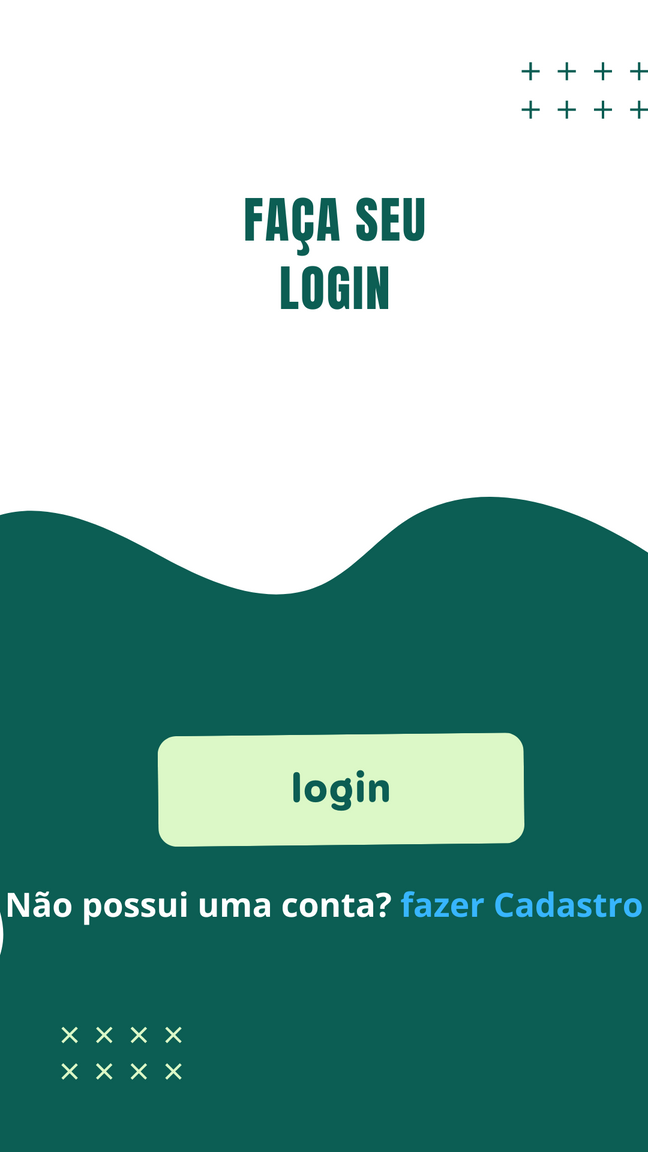 FAÇA SEU
LOGIN
login
Não possui uma conta? fazer Cadastro